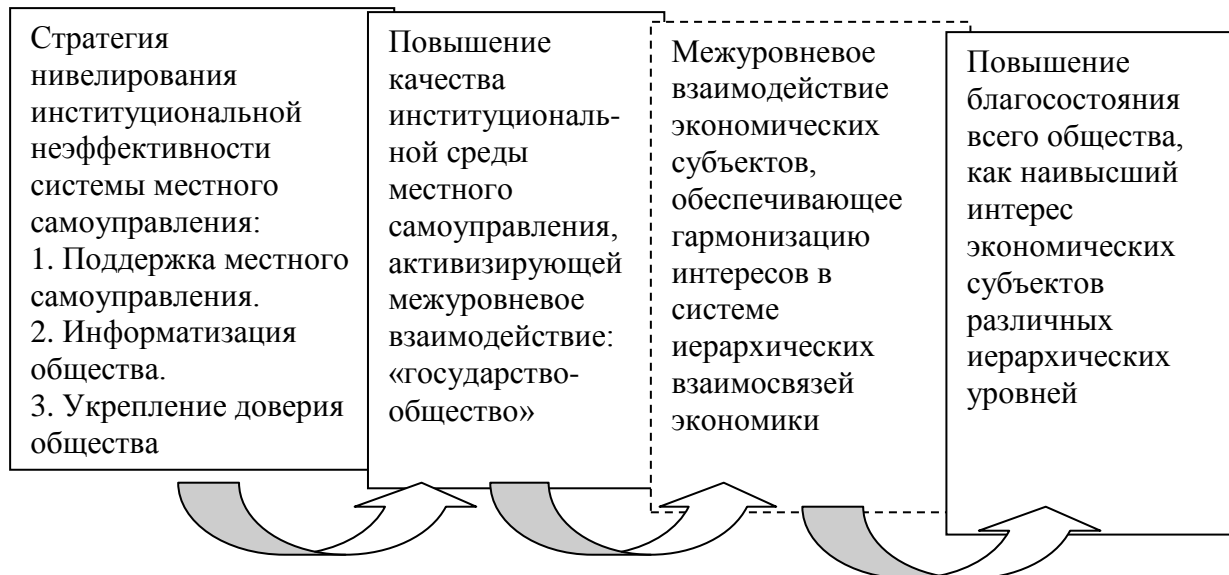 Стратегия
нивелирования
институциональной
неэффективности
системы местного
самоуправления:
1. Поддержка местного
самоуправления.
2. Информатизация
общества.
3. Укрепление доверия
общества
Повышение
качества
институциональ-
ной среды
местного
самоуправления,
активизирующей
межуровневое
взаимодействие:
«государство-
общество»
Межуровневое
взаимодействие
экономических
субъектов,
обеспечивающее
гармонизацию
интересов в
системе
иерархических
взаимосвязей
экономики
Повышение
благосостояния
всего общества,
как наивысший
интерес
экономических
субъектов
различных
иерархических
уровней